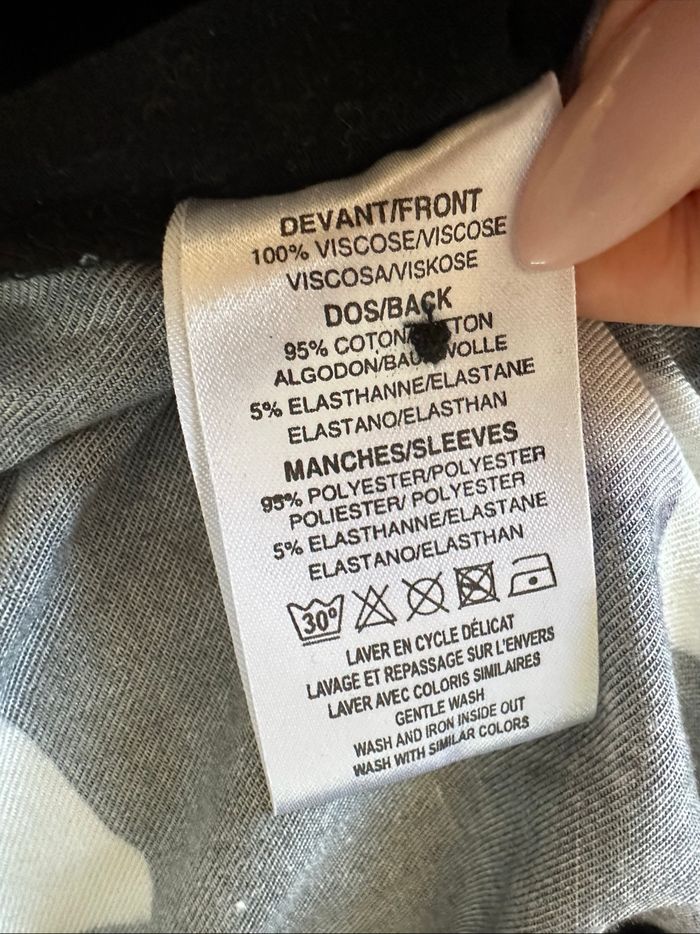 DEVANT/FRONT
100% VISCOSE/VISCOSE
VISCOSA/VISKOSE
DOS/BACK
95% COTON
ALGODON/BAUMWOLLE
5% ELASTHANNE/ELASTANE
ELASTANO/ELASTHAN
MANCHES/SLEEVES
95% POLYESTER/POLYESTER
POLIESTER/ POLYESTER
5% ELASTHANNE/ELASTANE
ELASTANO/ELASTHAN
30°
LAVER EN CYCLE DÉLICAT
LAVAGE ET REPASSAGE SUR L'ENVERS
LAVER AVEC COLORIS SIMILAIRES
GENTLE WASH
WASH AND IRON INSIDE OUT
WASH WITH SIMILAR COLORS